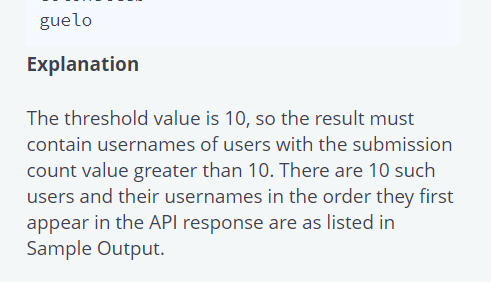 guelo
Explanation
The threshold value is 10, so the result must
contain usernames of users with the submission
count value greater than 10. There are 10 such
users and their usernames in the order they first
appear in the API response are as listed in
Sample Output.